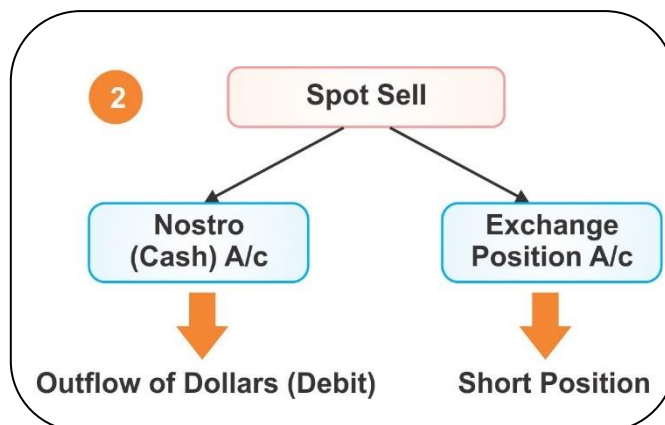 2
Spot Sell
Nostro
(Cash) A/c
Exchange
Position A/c
Outflow of Dollars (Debit)
Short Position